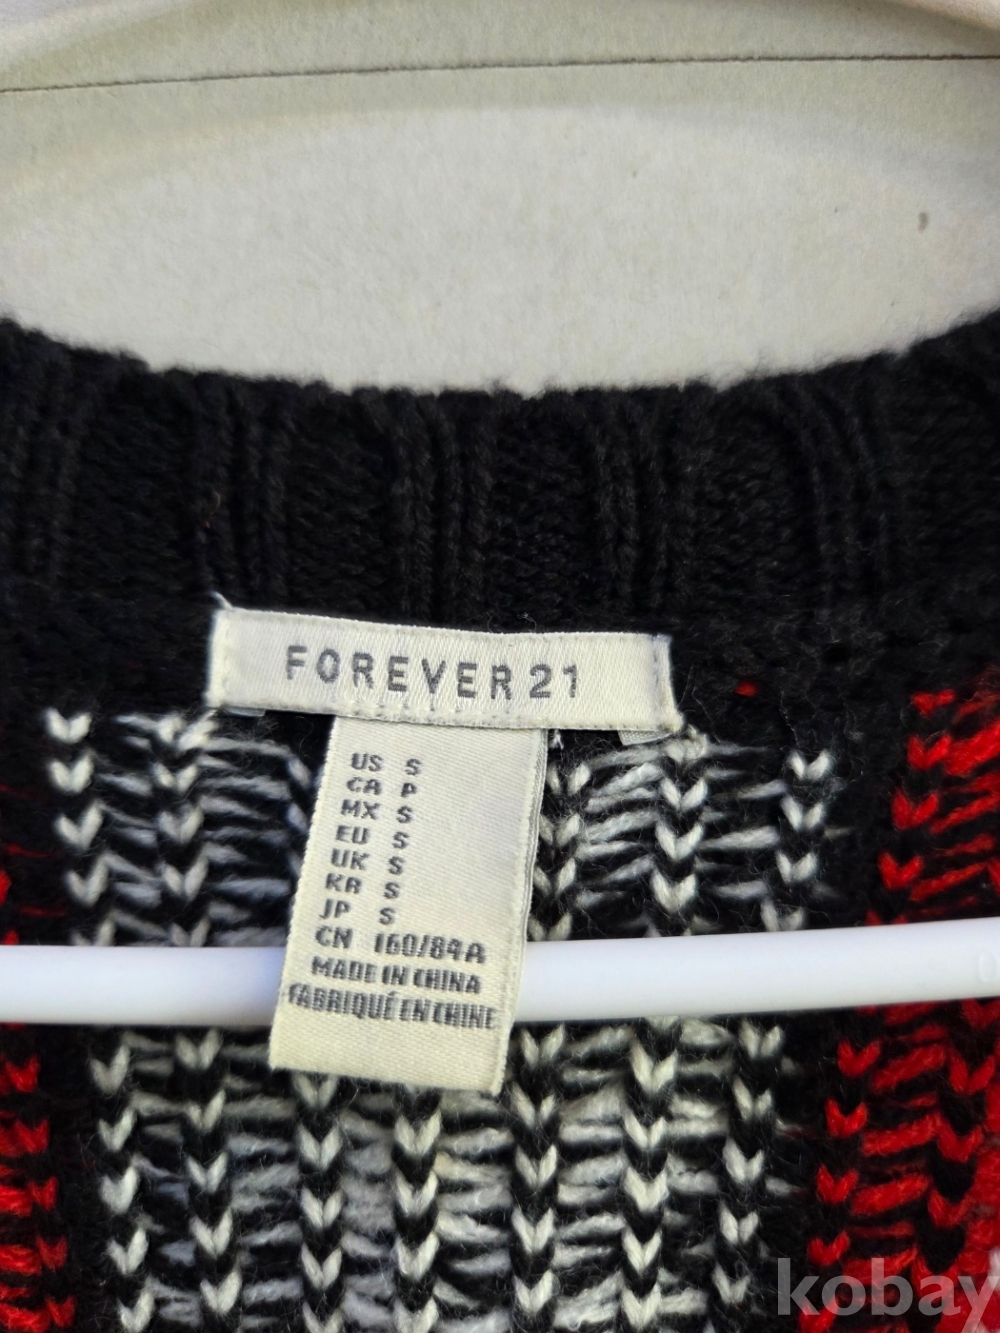 FOREVER 21
US S
CA P
MX S
EU S
UK S
KR S
JP S
CN 160/84A
MADE IN CHINA
FABRIQUÉ EN CHINE
kobay